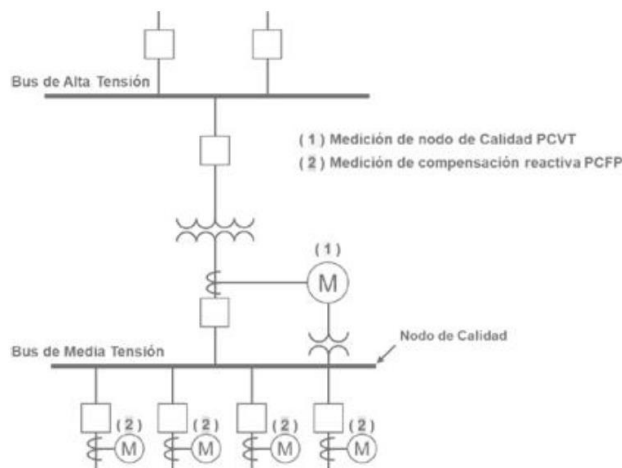 Bus de Alta Tensión
( 1 ) Medición de nodo de Calidad PCVT
( 2 ) Medición de compensación reactiva PCFP
( 1 )
M
Nodo de Calidad
Bus de Media Tensión
( 2 )
( 2 )
( 2 )
( 2 )
M
M
M
M